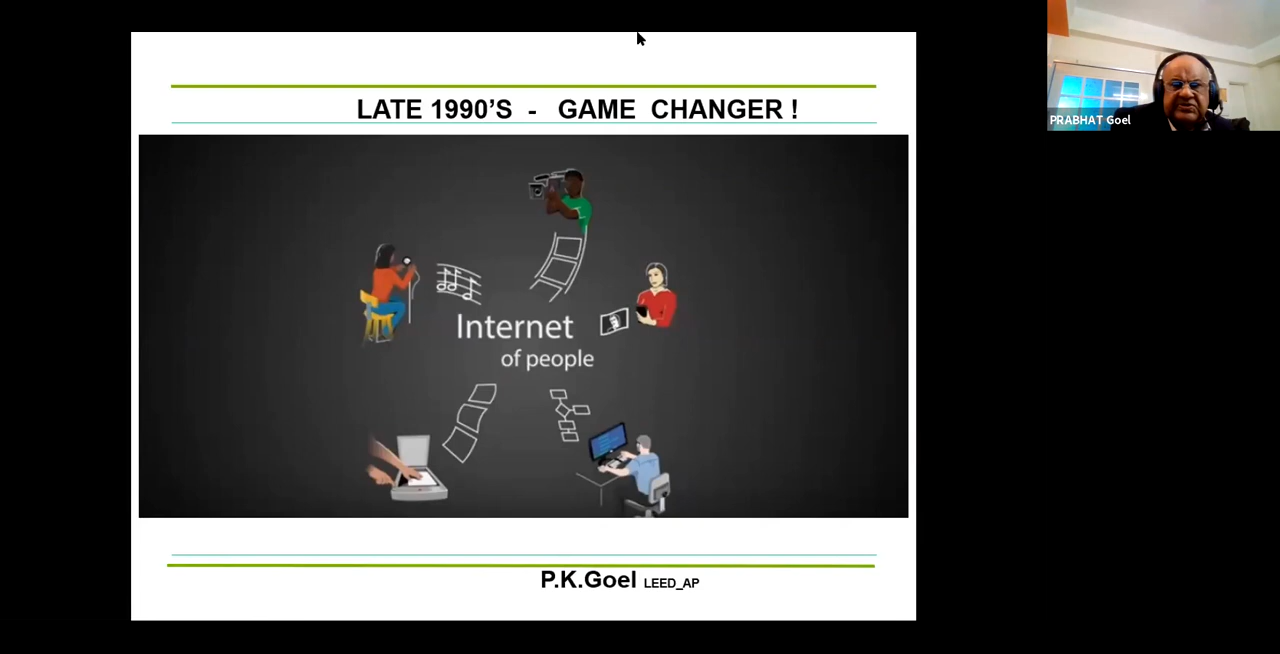 LATE 1990’S - GAME CHANGER !
PRABHAT Goel
Internet
of people
P.K.Goel LEED_AP